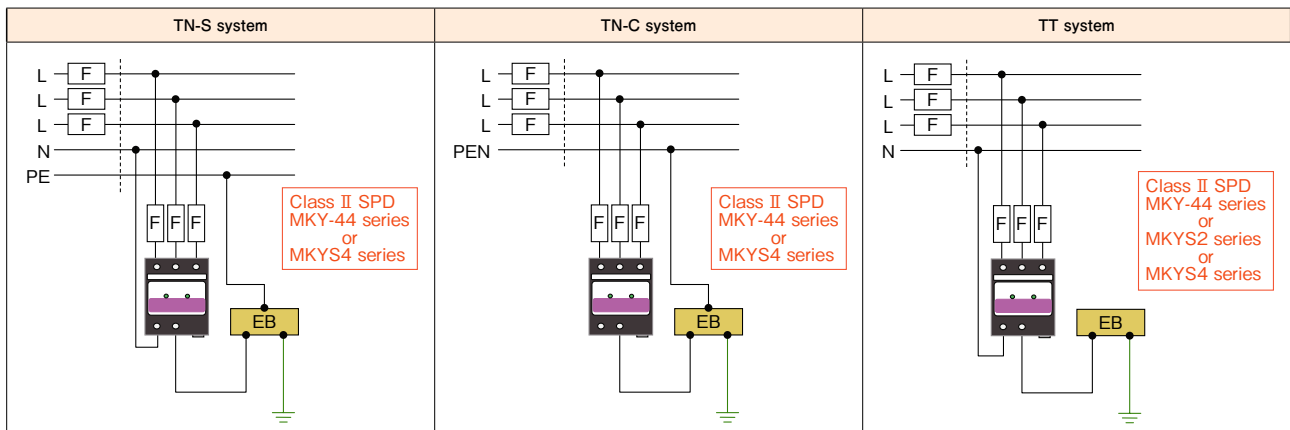 TN-S system
L F
L F
L F
N
PE
F F F
Class Ⅱ SPD
MKY-44 series
or
MKYS4 series
EB
TN-C system
L F
L F
L F
PEN
F F F
Class Ⅱ SPD
MKY-44 series
or
MKYS4 series
EB
TT system
L F
L F
L F
N
F F F
Class Ⅱ SPD
MKY-44 series
or
MKYS2 series
or
MKYS4 series
EB